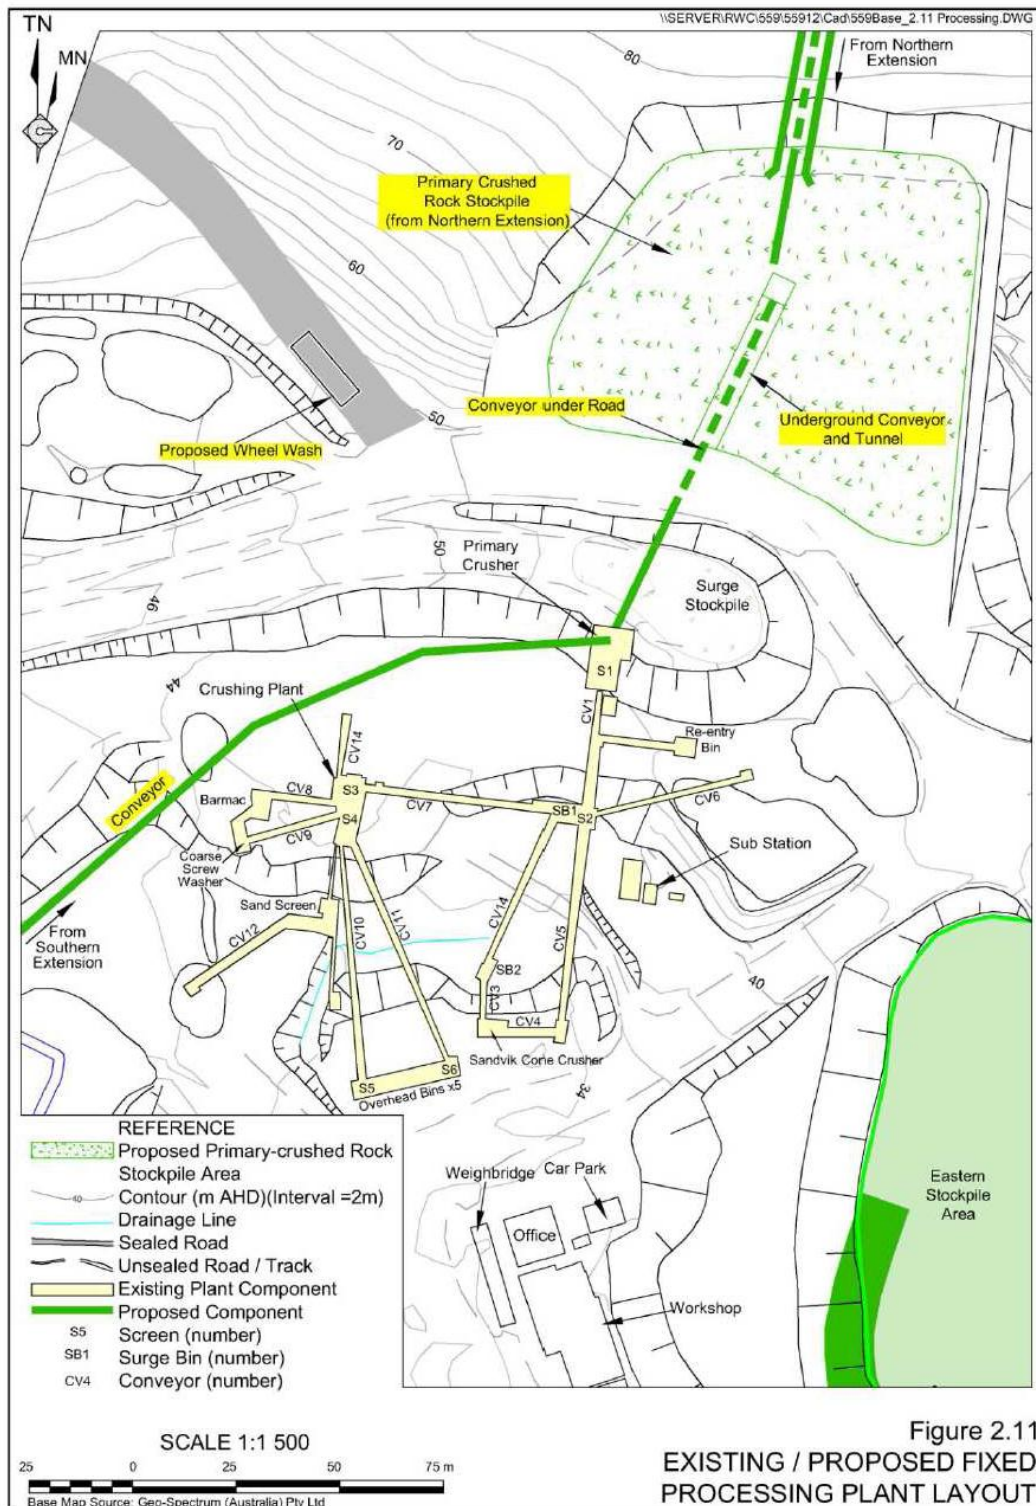 \\SERVER\RWC\559\55912\Cad\559Base_2.11 Processing.DWG
TN
MN
From Northern
Extension
80
70
Primary Crushed
Rock Stockpile
(from Northern Extension)
60
50
Conveyor under Road
Underground Conveyor
and Tunnel
Proposed Wheel Wash
50
Primary
Crusher
Surge
Stockpile
46
S1
44
Crushing Plant
CV1
CV14
Re-entry
Bin
Conveyor
Barmac
CV8
S3
CV7
SB1
S2
CV6
S4
CV9
Coarse
Screw
Washer
Sub Station
Sand Screen
CV12
CV10
CV11
CV14
CV5
From
Southern
Extension
SB2
CV3
40
CV4
Sandvik Cone Crusher
S6
S5
Overhead Bins x5
34
REFERENCE
Proposed Primary-crushed Rock
Stockpile Area
40
Contour (m AHD)(Interval =2m)
Drainage Line
Sealed Road
Unsealed Road / Track
Existing Plant Component
Proposed Component
S5
Screen (number)
SB1
Surge Bin (number)
CV4
Conveyor (number)
Weighbridge
Car Park
Office
Workshop
Eastern
Stockpile
Area
SCALE 1:1 500
25 0 25 50 75 m
Base Map Source: Geo-Spectrum (Australia) Pty Ltd
Figure 2.11
EXISTING / PROPOSED FIXED
PROCESSING PLANT LAYOUT